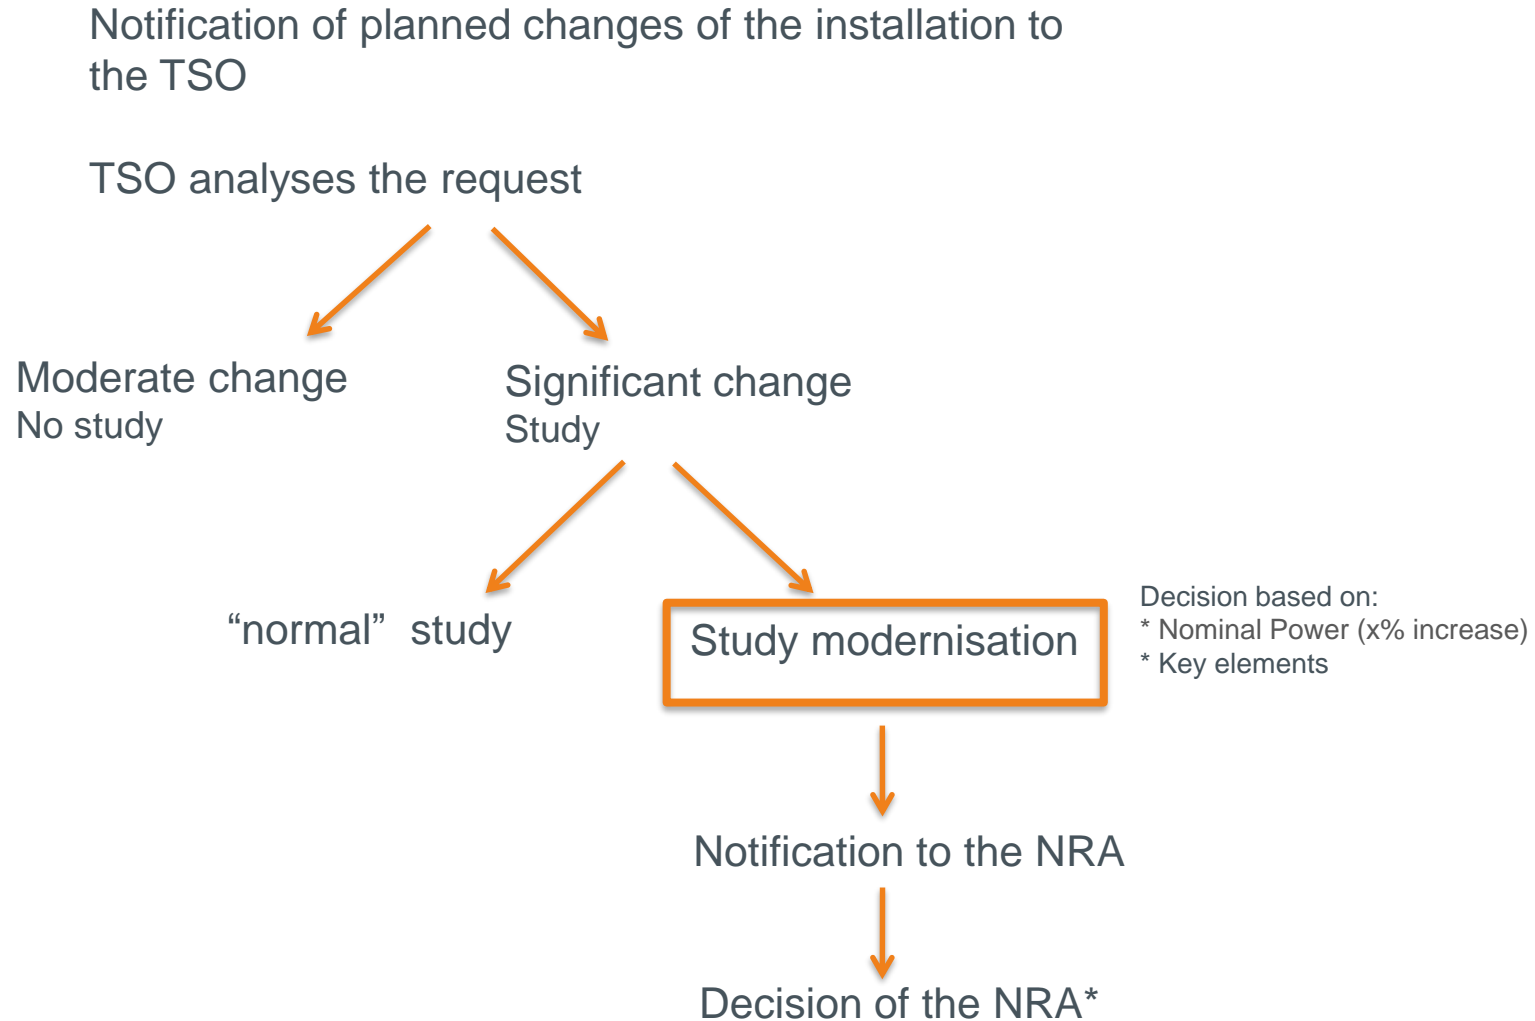 Notification of planned changes of the installation to
the TSO
TSO analyses the request
Moderate change
No study
Significant change
Study
“normal” study
Study modernisation
Decision based on:
* Nominal Power (x% increase)
* Key elements
Notification to the NRA
Decision of the NRA*